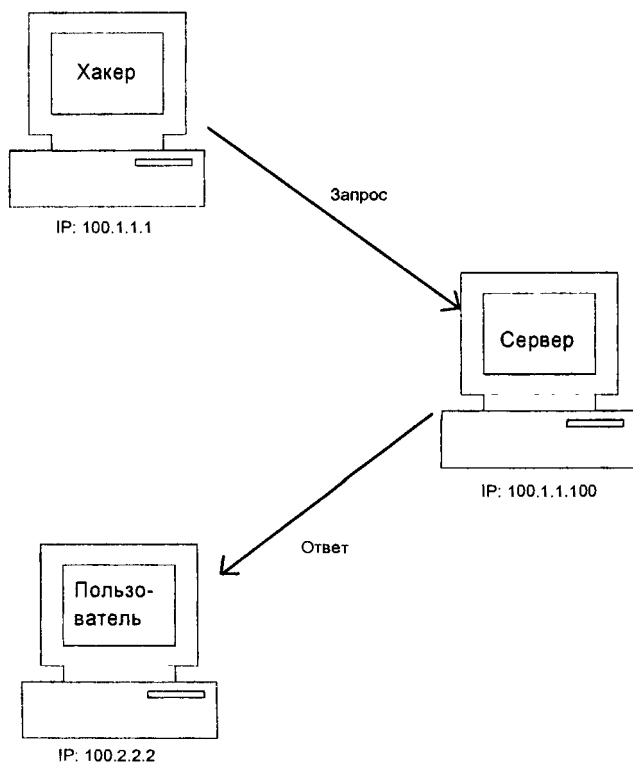 Хакер
IP: 100.1.1.1
Запрос
Сервер
IP: 100.1.1.100
Ответ
Пользо-
ватель
IP: 100.2.2.2